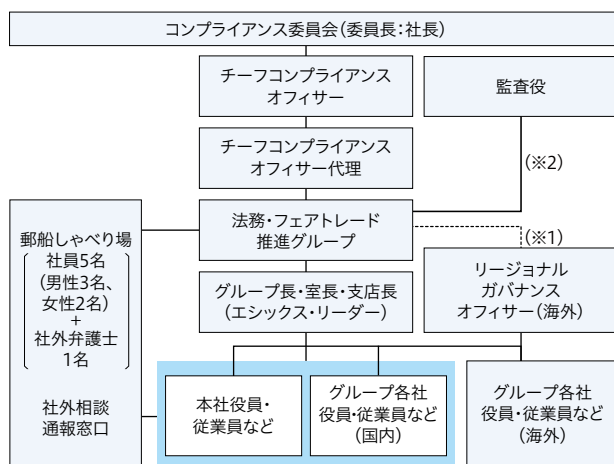 コンプライアンス委員会(委員長:社長)
チーフコンプライアンス
オフィサー
監査役
チーフコンプライアンス
オフィサー代理
(※2)
法務・フェアトレード
推進グループ
(※1)
郵船しゃべり場
社員5名
(男性3名、
女性2名)
+
社外弁護士
1名
社外相談
通報窓口
グループ長・室長・支店長
(エシックス・リーダー)
リージョナル
ガバナンス
オフィサー(海外)
本社役員・
従業員など
グループ各社
役員・従業員など
(国内)
グループ各社
役員・従業員など
(海外)